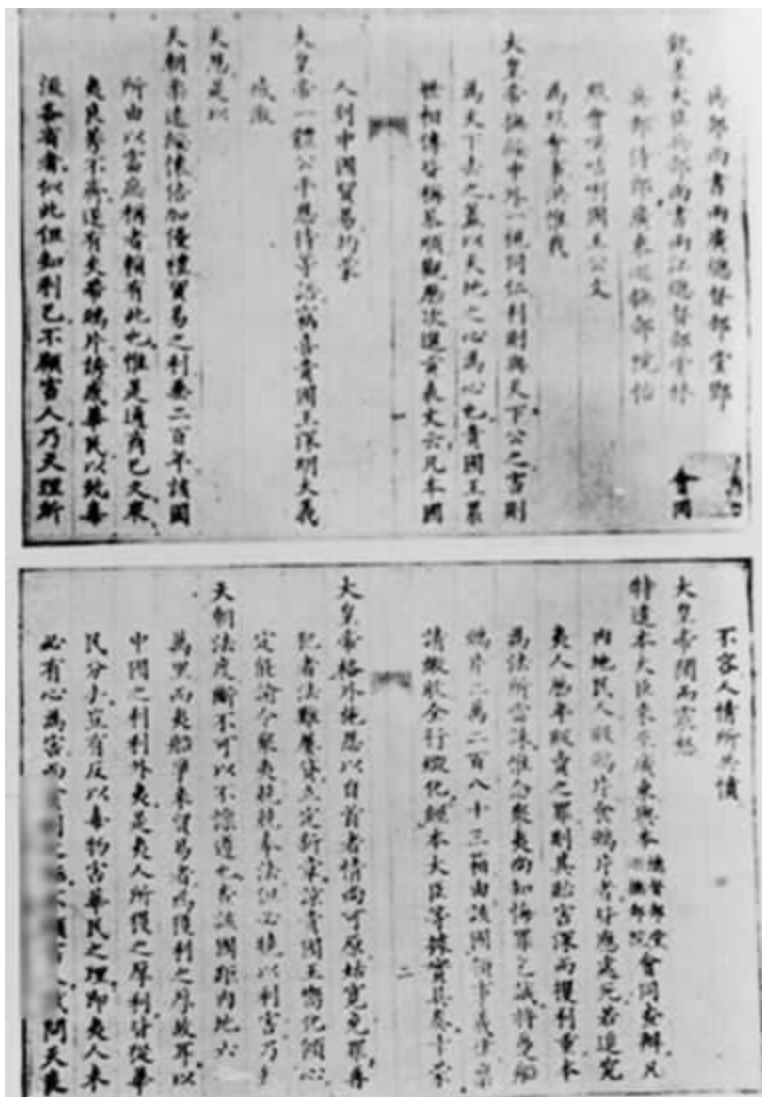 兵部尚書兩廣總督部堂鄧
欽差大臣兵部尚書兩江總督部堂林
兵部侍郎廣東巡撫部院怡
會同
照會𠸄咭唎國王公文
為照會事洪惟我
大皇帝撫綏中外一視同仁利則與天下公之害則
為天下去之蓋以天地之心為心也貴國王累
世相傳皆稱恭順觀歷次進貢表文云凡本國
人到中國貿易均蒙
大皇帝一體公平恩待等語竊喜貴國王深明大義
感激
天恩是以
天朝柔遠綏懷倍加優禮貿易之利垂二百年該國
所由以富庶稱者賴有此也惟是通商已久眾
夷良莠不齊遂有夾帶鴉片誘惑華民以致毒
流各省者似此但知利己不顧害人乃天理所
不容人情所共憤
大皇帝聞而震怒
特遣本大臣來至廣東與本總督部堂巡撫部院會同查辦凡
內地民人販鴉片食鴉片者皆應處死若追究
夷人歷年販賣之罪則其貽害深而攫利重本
為法所當誅惟念眾夷尚知悔罪乞誠將躉船
鴉片二萬二百八十三箱由該國領事義律稟
請繳收全行燬化經本大臣等據實具奏幸蒙
大皇帝格外施恩以自首者情尚可原姑寬免罪再
犯者法難屢貸立定新章諒貴國王嚮化傾心
定能諭令眾夷兢兢奉法但必曉以利害乃知
天朝法度斷不可以不懍遵也查該國距內地六七
萬里而夷船爭來貿易者為獲利之厚故耳以
中國之利利外夷是夷人所獲之厚利皆從華
民分去豈有反以毒物害華民之理即夷人未
必有心為害而貪利之極不顧害人試問天良
一
二